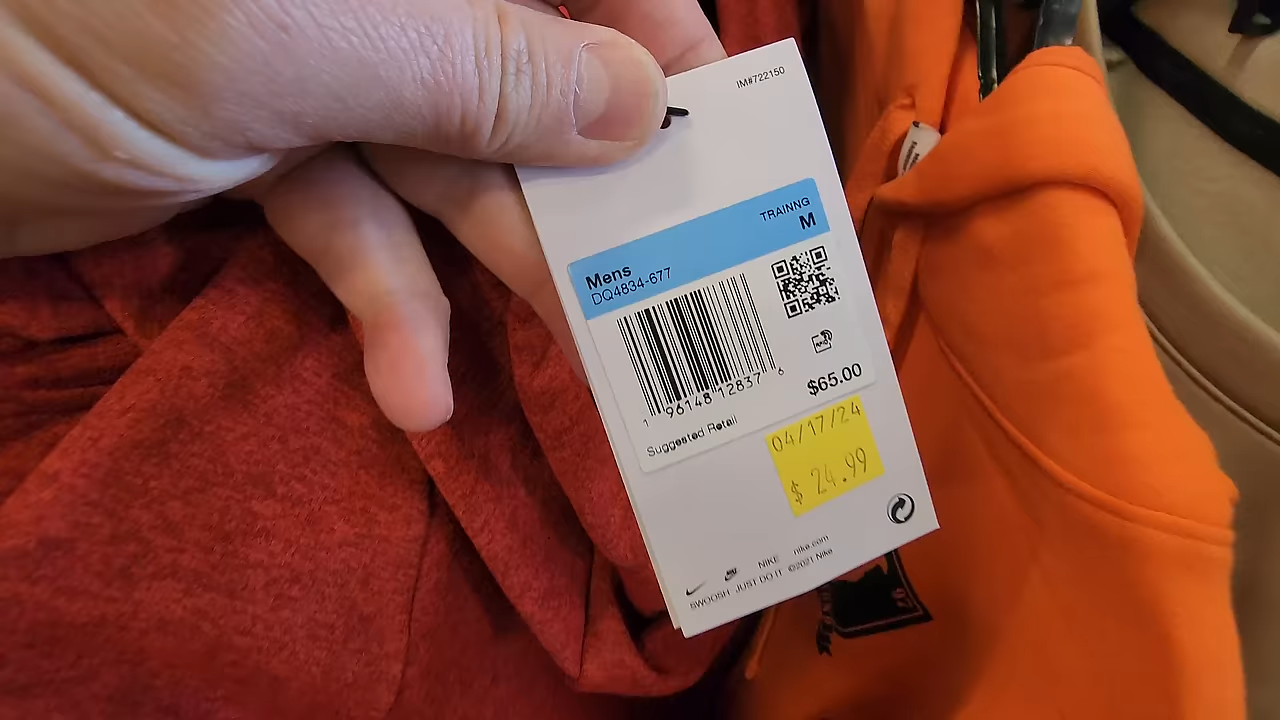 IM#722150
TRAINNG
M
Mens
DQ4834-677
1 96148 12837 6
$65.00
Suggested Retail
04/17/24
$ 24.99
NIKE nike.com
SWOOSH JUST DO IT ©2021 Nike